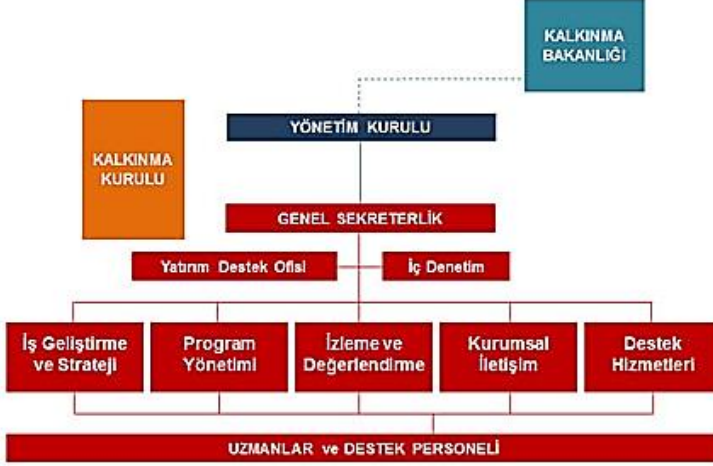 KALKINMA
BAKANLIĞI
YÖNETİM KURULU
KALKINMA
KURULU
GENEL SEKRETERLİK
Yatırım Destek Ofisi
İç Denetim
İş Geliştirme
ve Strateji
Program
Yönetimi
İzleme ve
Değerlendirme
Kurumsal
İletişim
Destek
Hizmetleri
UZMANLAR ve DESTEK PERSONELİ